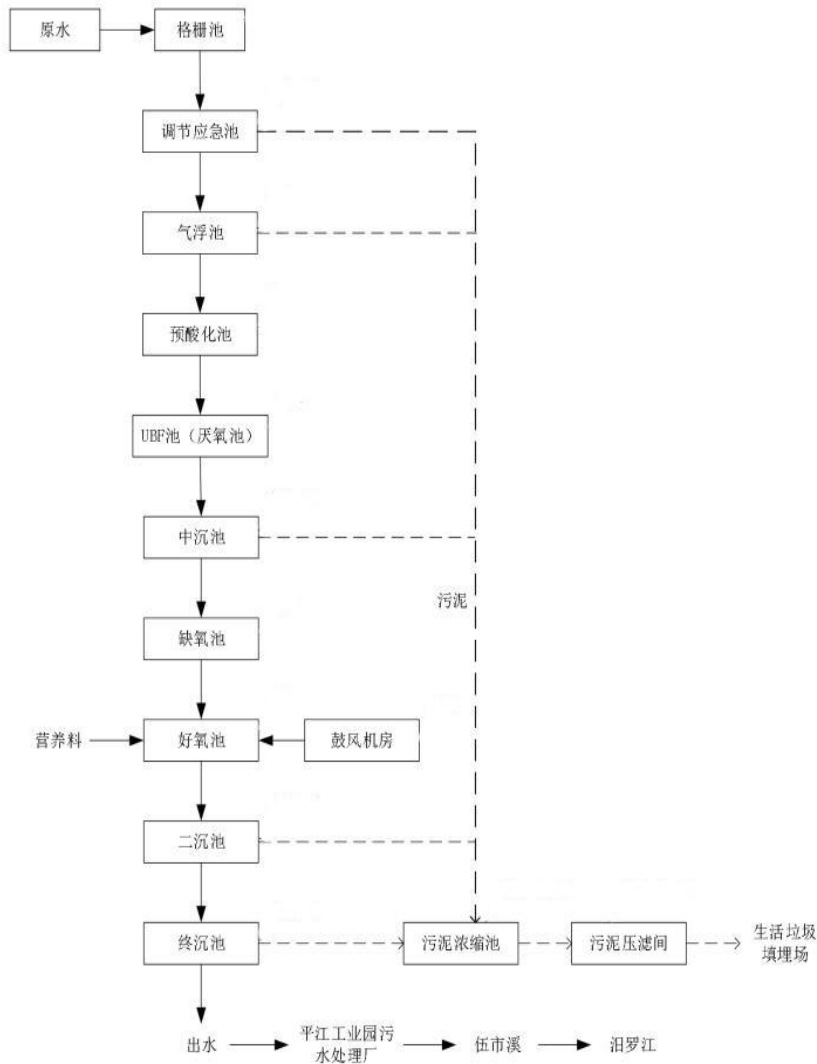 原水
格栅池
调节应急池
气浮池
预酸化池
UBF池（厌氧池）
中沉池
污泥
缺氧池
营养料
好氧池
鼓风机房
二沉池
终沉池
污泥浓缩池
污泥压滤间
生活垃圾
填埋场
出水
平江工业园污
水处理厂
伍市溪
汨罗江